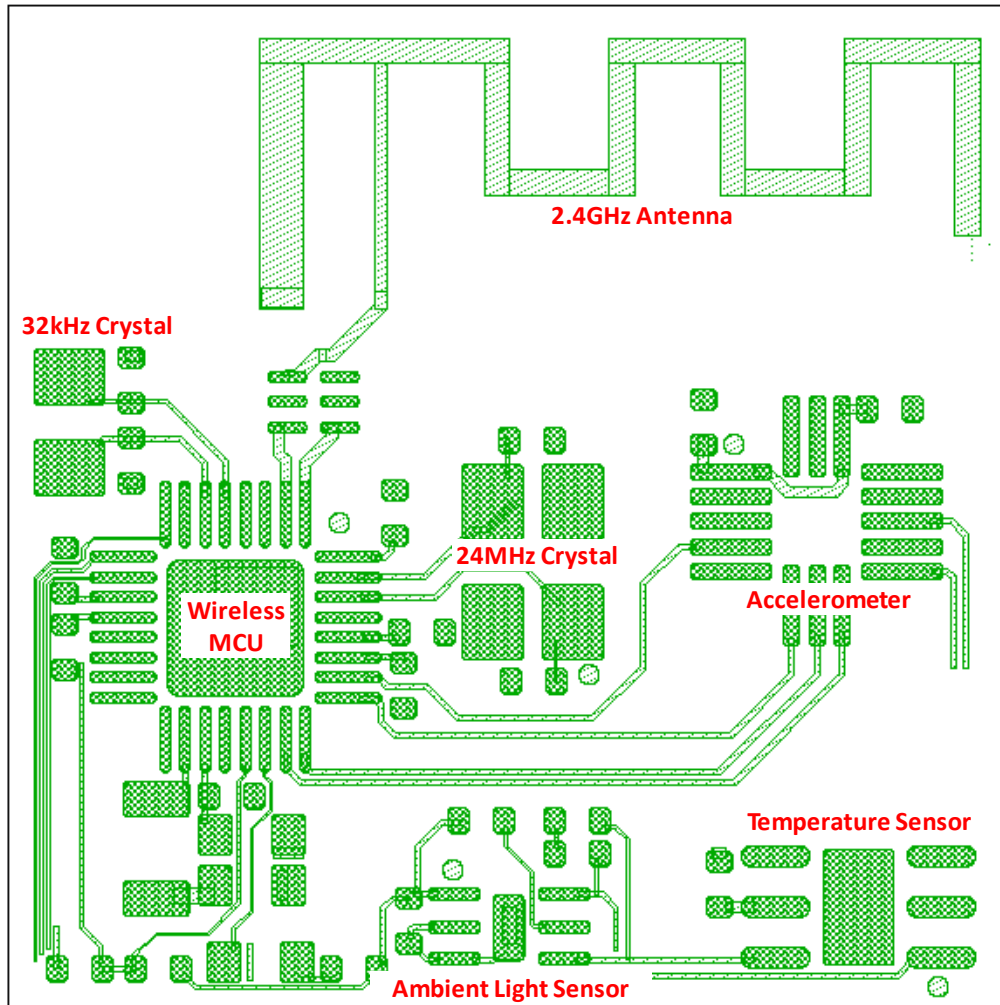 2.4GHz Antenna
32kHz Crystal
24MHz Crystal
Wireless
MCU
Accelerometer
Temperature Sensor
Ambient Light Sensor